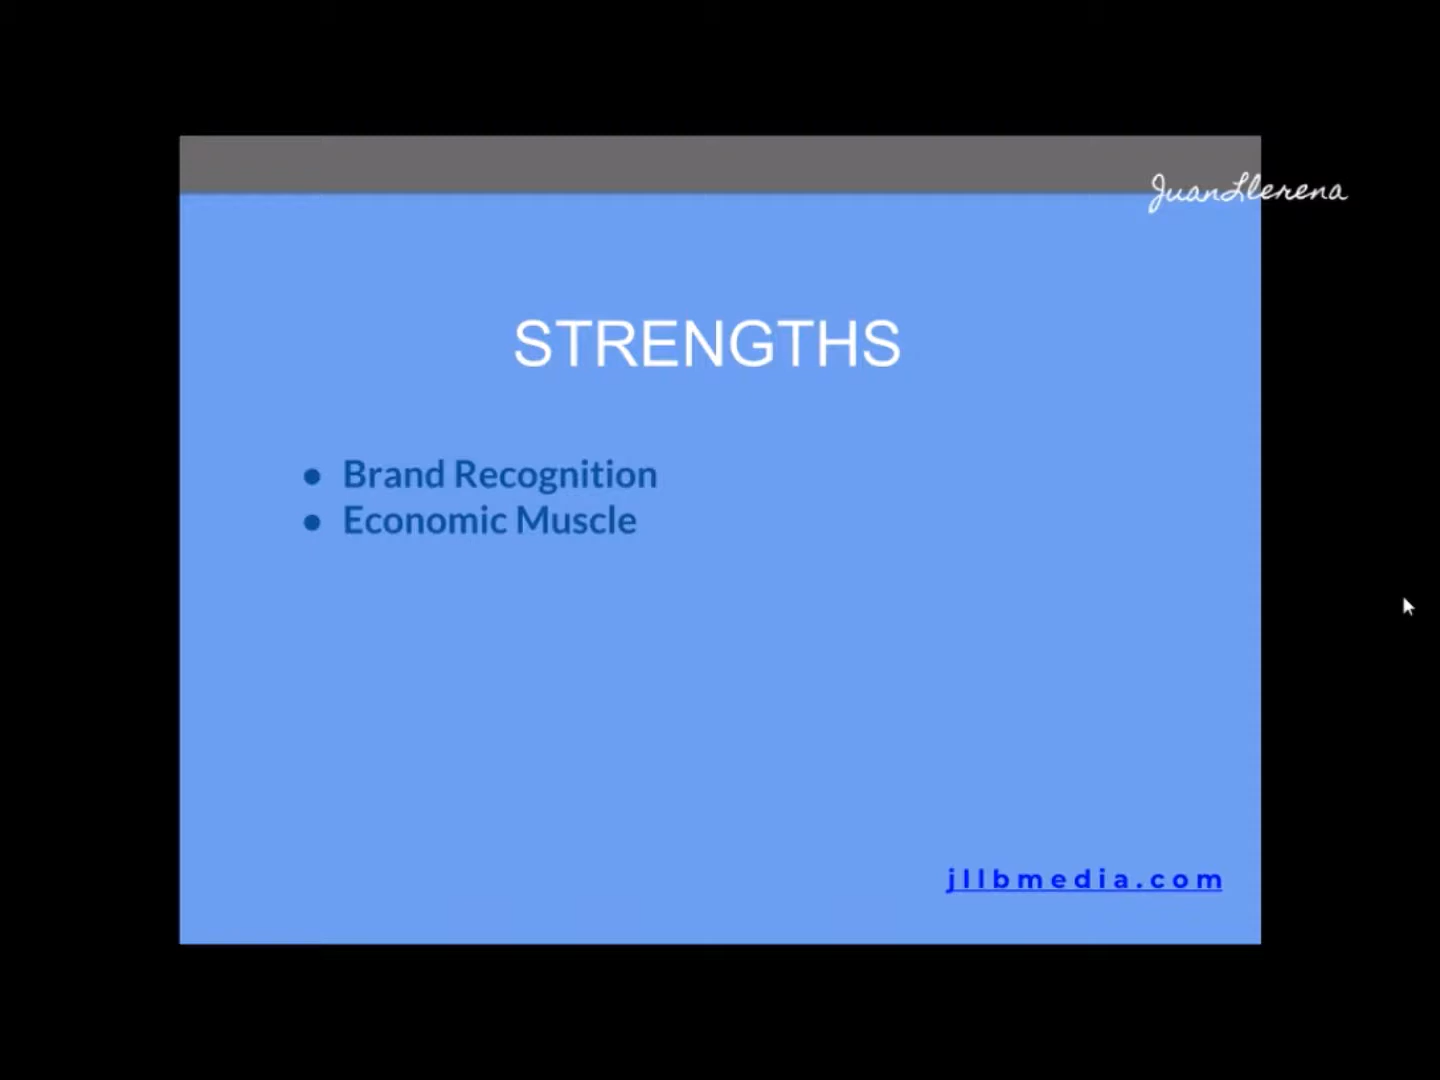 JuanLlerena
STRENGTHS
● Brand Recognition
● Economic Muscle
jllbmedia.com